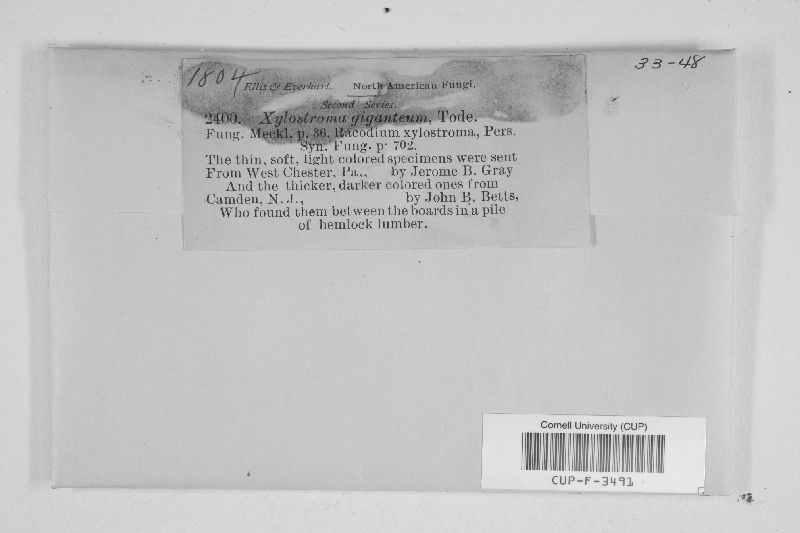 33-48
1804
Ellis & Everhart. North American Fungi.
Second Series.
2400. Xylostroma giganteum, Tode.
Fung. Meckl. p. 36. Racodium xylostroma, Pers.
Syn. Fung. p. 702.
The thin, soft, light colored specimens were sent
From West Chester, Pa., by Jerome B. Gray
And the thicker, darker colored ones from
Camden, N. J., by John B. Betts,
Who found them between the boards in a pile
of hemlock lumber.
Cornell University (CUP)
CUP-F-3491